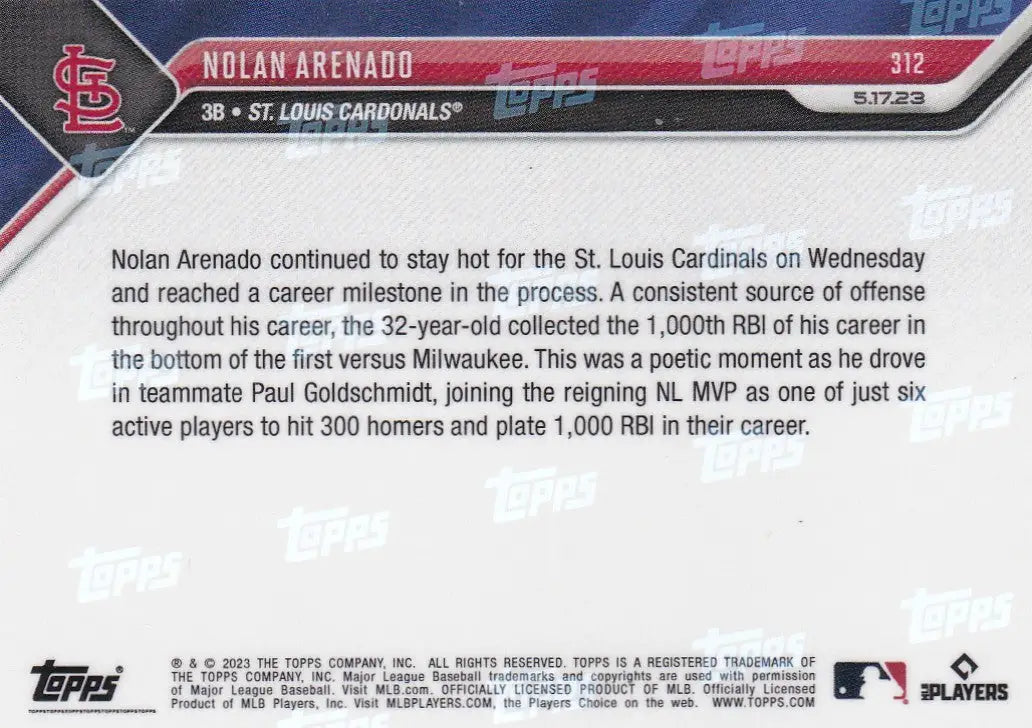 NOLAN ARENADO
312
3B • ST. LOUIS CARDONALS®
5.17.23
Nolan Arenado continued to stay hot for the St. Louis Cardinals on Wednesday
and reached a career milestone in the process. A consistent source of offense
throughout his career, the 32-year-old collected the 1,000th RBI of his career in
the bottom of the first versus Milwaukee. This was a poetic moment as he drove
in teammate Paul Goldschmidt, joining the reigning NL MVP as one of just six
active players to hit 300 homers and plate 1,000 RBI in their career.
TOPPS®
® & © 2023 THE TOPPS COMPANY, INC. ALL RIGHTS RESERVED. TOPPS IS A REGISTERED TRADEMARK OF
THE TOPPS COMPANY, INC. Major League Baseball trademarks and copyrights are used with permission
of Major League Baseball. Visit MLB.com. OFFICIALLY LICENSED PRODUCT OF MLB. Officially Licensed
Product of MLB Players, Inc. Visit MLBPLAYERS.COM, the Players Choice on the web. WWW.TOPPS.COM
MLB PLAYERS